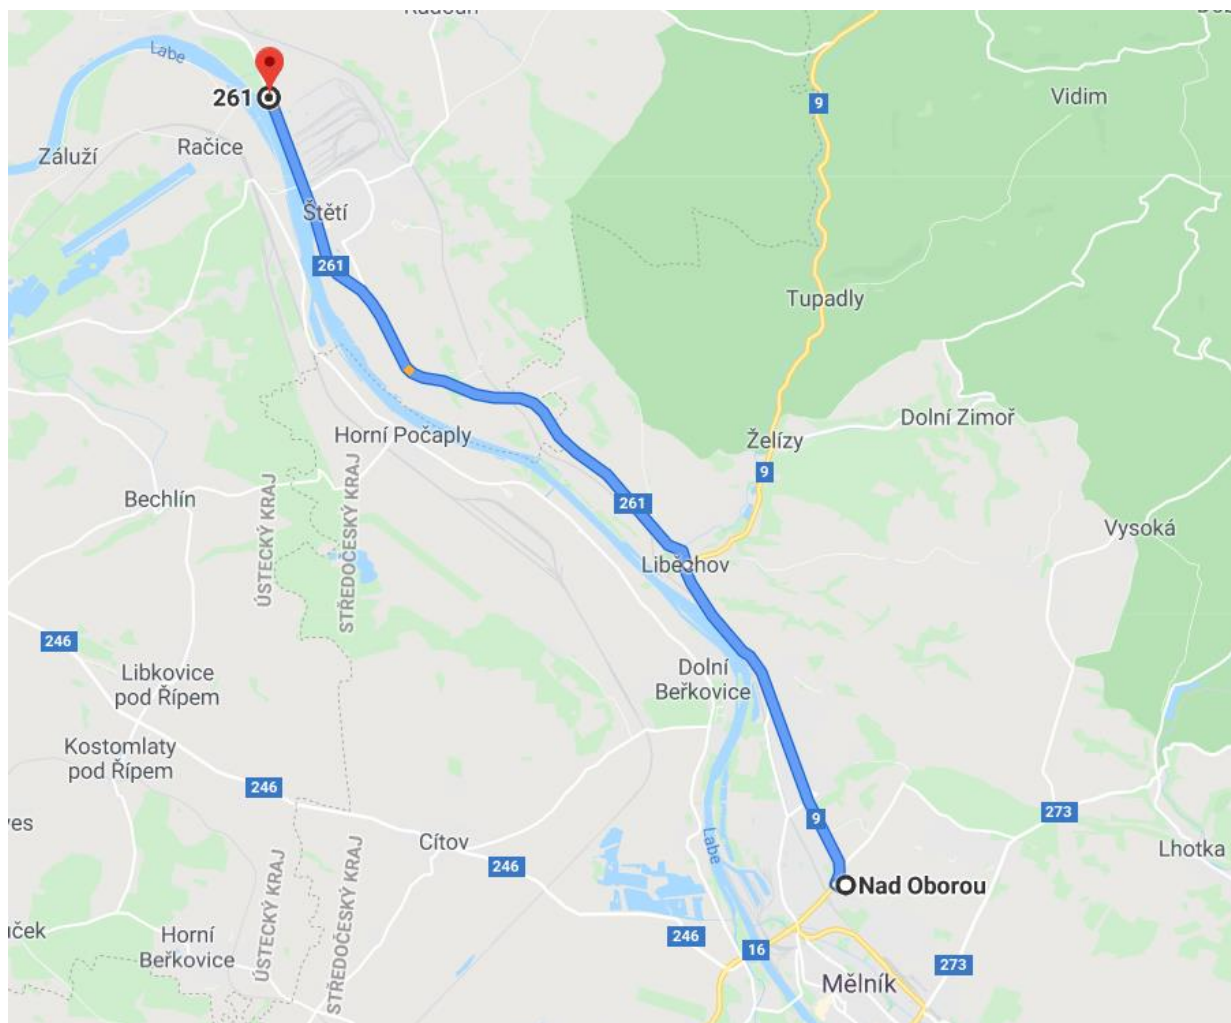 Labe
9
Vidim
261
Račice
Záluží
Štětí
261
Tupadly
Dolní Zimoř
Želízy
Horní Počaply
9
Bechlín
ÚSTECKÝ KRAJ
STŘEDOČESKÝ KRAJ
261
Vysoká
Liběchov
246
Libkovice
pod Řípem
Dolní
Beřkovice
Kostomlaty
pod Řípem
246
273
9
Cítov
Lhotka
246
Labe
Nad Oborou
ÚSTECKÝ KRAJ
STŘEDOČESKÝ KRAJ
Horní
Beřkovice
246
16
273
Mělník